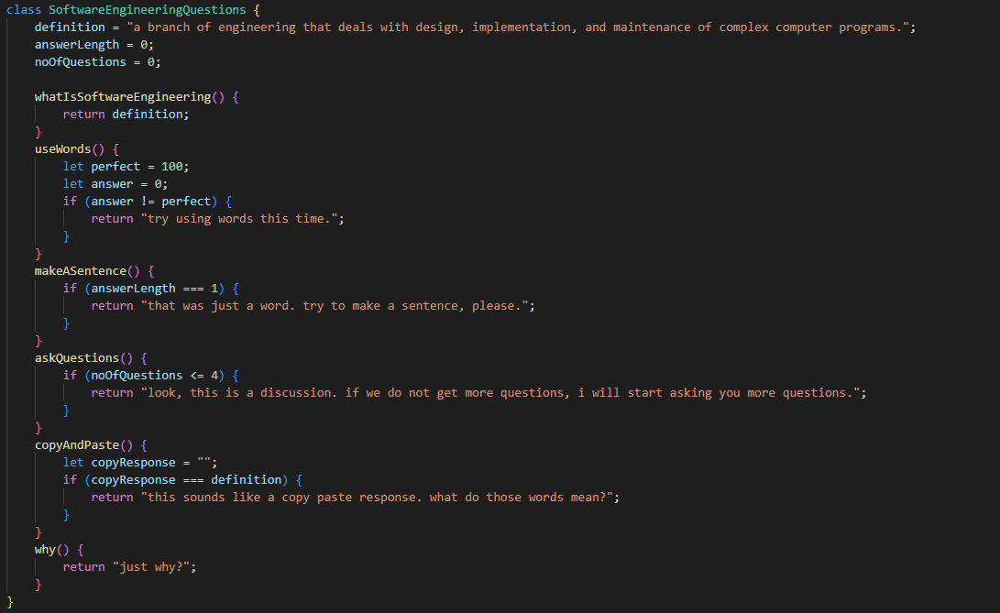 class SoftwareEngineeringQuestions {
    definition = "a branch of engineering that deals with design, implementation, and maintenance of complex computer programs.";
    answerLength = 0;
    noOfQuestions = 0;

    whatIsSoftwareEngineering() {
        return definition;
    }
    useWords() {
        let perfect = 100;
        let answer = 0;
        if (answer != perfect) {
            return "try using words this time.";
        }
    }
    makeASentence() {
        if (answerLength === 1) {
            return "that was just a word. try to make a sentence, please.";
        }
    }
    askQuestions() {
        if (noOfQuestions <= 4) {
            return "look, this is a discussion. if we do not get more questions, i will start asking you more questions.";
        }
    }
    copyAndPaste() {
        let copyResponse = "";
        if (copyResponse === definition) {
            return "this sounds like a copy paste response. what do those words mean?";
        }
    }
    why() {
        return "just why?";
    }
}